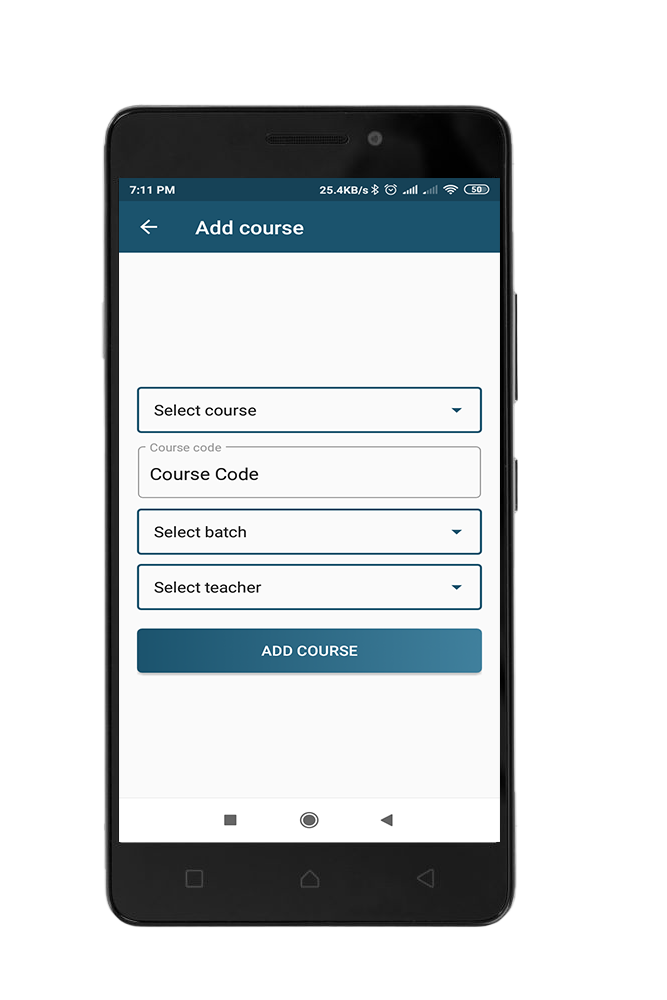 7:11 PM 25.4KB/s 50
Add course
Select course
Course code
Course Code
Select batch
Select teacher
ADD COURSE